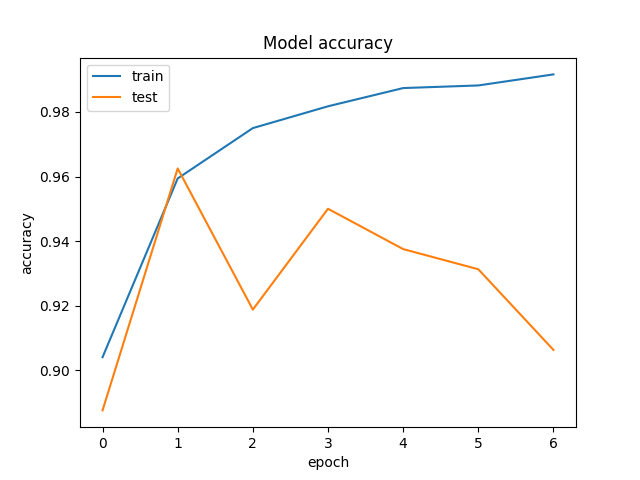 Model accuracy
train
test
accuracy
0.98
0.96
0.94
0.92
0.90
0 1 2 3 4 5 6
epoch